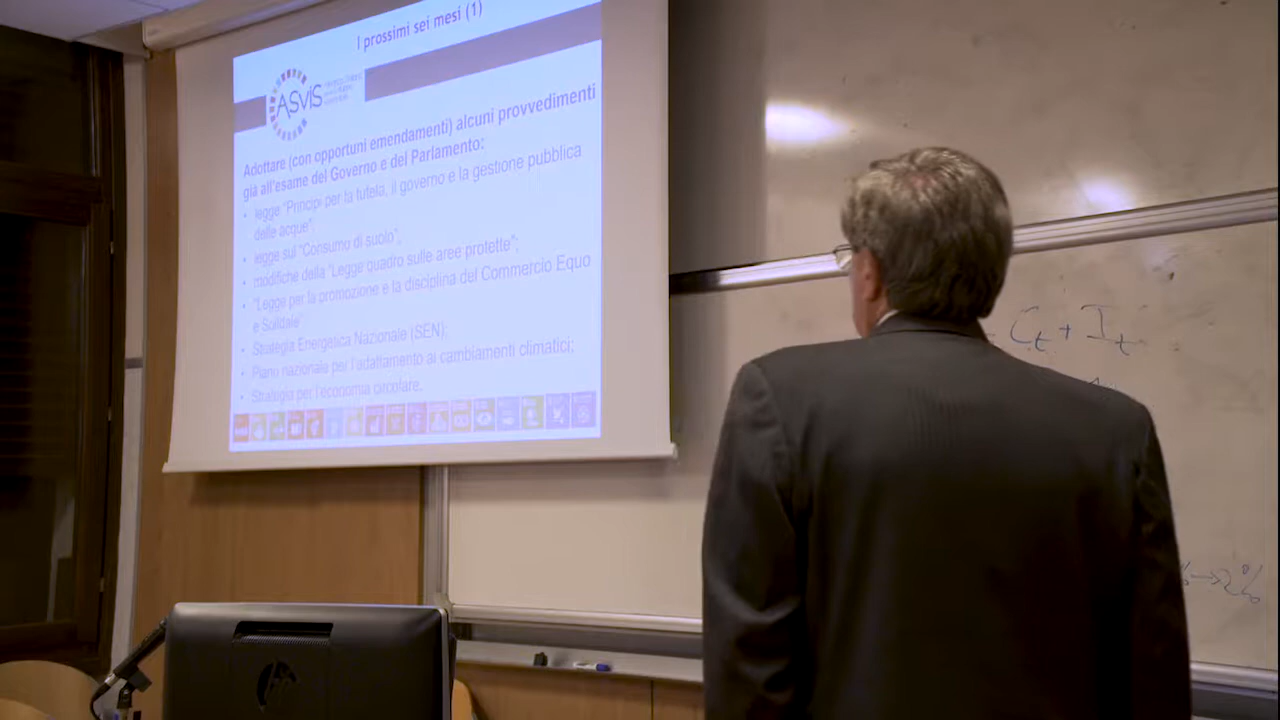 I prossimi sei mesi (1)
ASviS
Adottare (con opportuni emendamenti) alcuni provvedimenti
già all'esame del Governo e del Parlamento:
• legge "Principi per la tutela, il governo e la gestione pubblica
delle acque";
• legge sul "Consumo di suolo";
• modifiche della "Legge quadro sulle aree protette";
• "Legge per la promozione e la disciplina del Commercio Equo
e Solidale
• Strategia Energetica Nazionale (SEN);
• Piano nazionale per l'adattamento ai cambiamenti climatici;
• Strategia per l'economia circolare.
Ct + It
→2%
hp